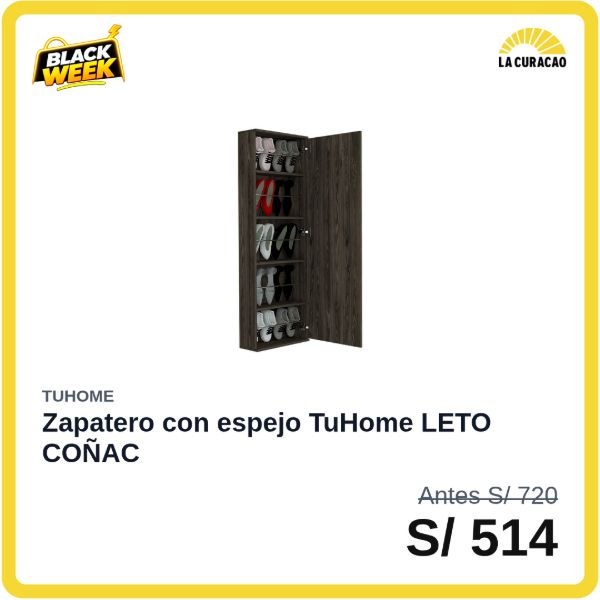 BLACK
WEEK
LA CURACAO
TUHOME
Zapatero con espejo TuHome LETO
COÑAC
Antes S/ 720
S/ 514